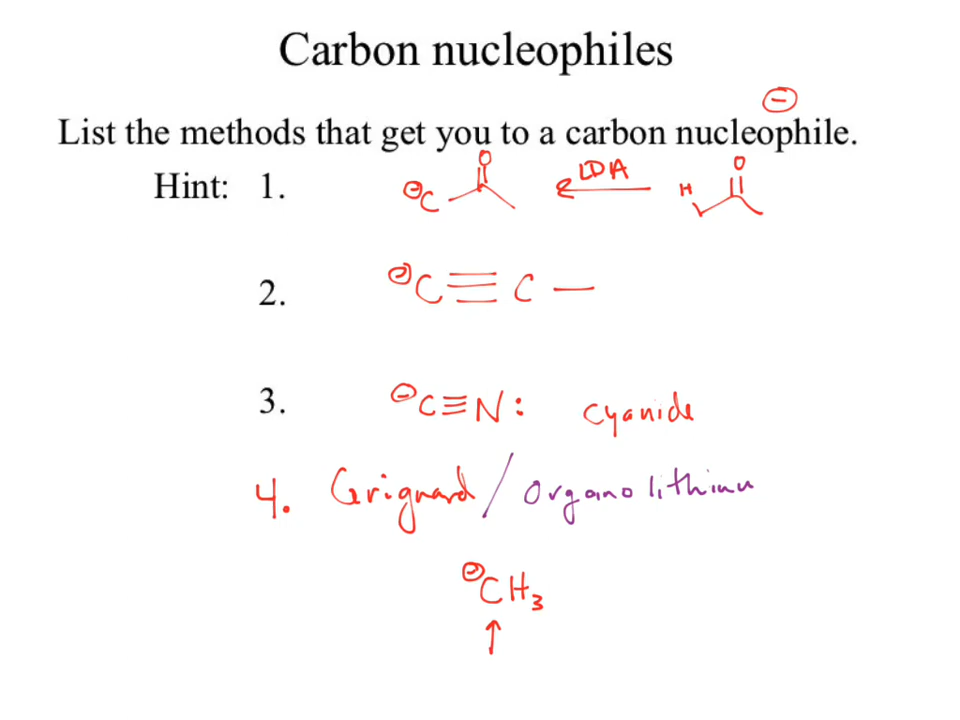 Carbon nucleophiles
⊖
List the methods that get you to a carbon nucleophile.
Hint: 1. ⊖C O LDA H O
2. ⊖C≡C—
3. ⊖C≡N: cyanide
4. Grignard/organolithium
⊖CH₃
↑